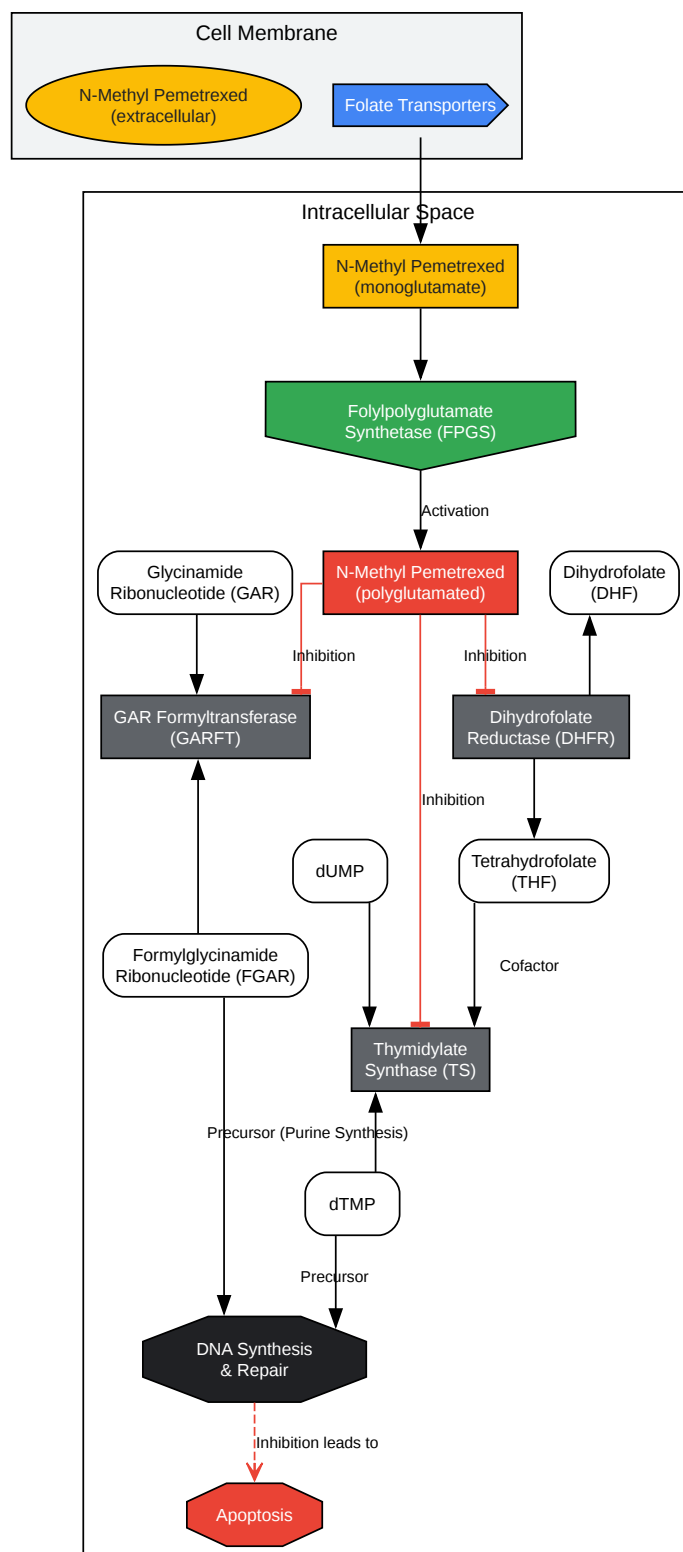 Cell Membrane
N-Methyl Pemetrexed
(extracellular)
Folate Transporters
Intracellular Space
N-Methyl Pemetrexed
(monoglutamate)
Folylpolyglutamate
Synthetase (FPGS)
Activation
Glycinamide
Ribonucleotide (GAR)
N-Methyl Pemetrexed
(polyglutamated)
Dihydrofolate
(DHF)
Inhibition
Inhibition
GAR Formyltransferase
(GARFT)
Dihydrofolate
Reductase (DHFR)
Inhibition
dUMP
Tetrahydrofolate
(THF)
Formylglycinamide
Ribonucleotide (FGAR)
Cofactor
Thymidylate
Synthase (TS)
Precursor (Purine Synthesis)
dTMP
Precursor
DNA Synthesis
& Repair
Inhibition leads to
Apoptosis